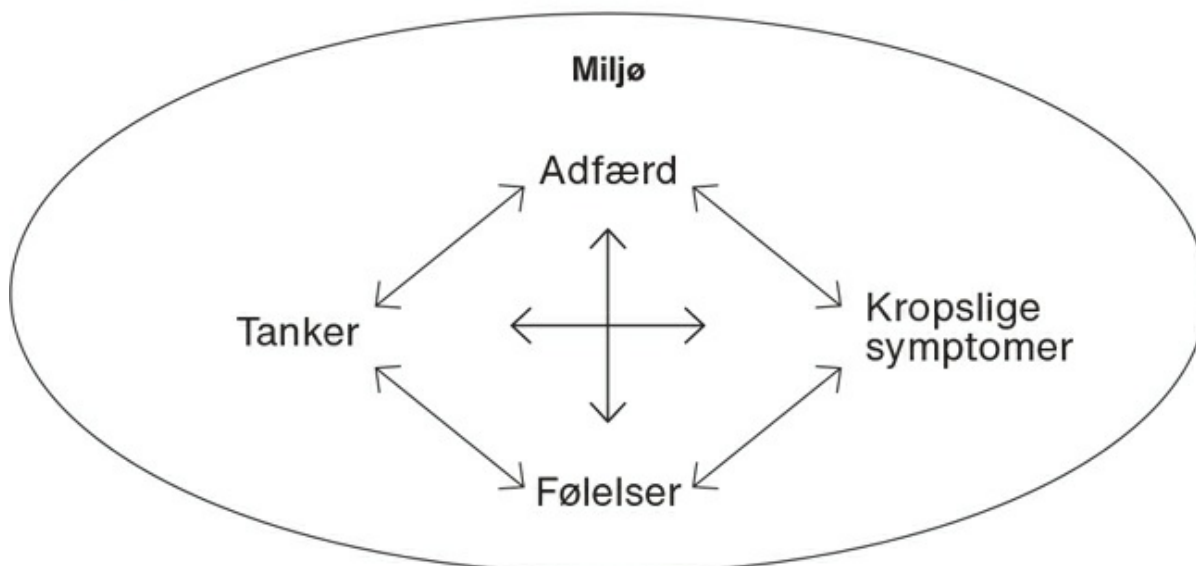 Miljø
Adfærd
Tanker
Kropslige
symptomer
Følelser